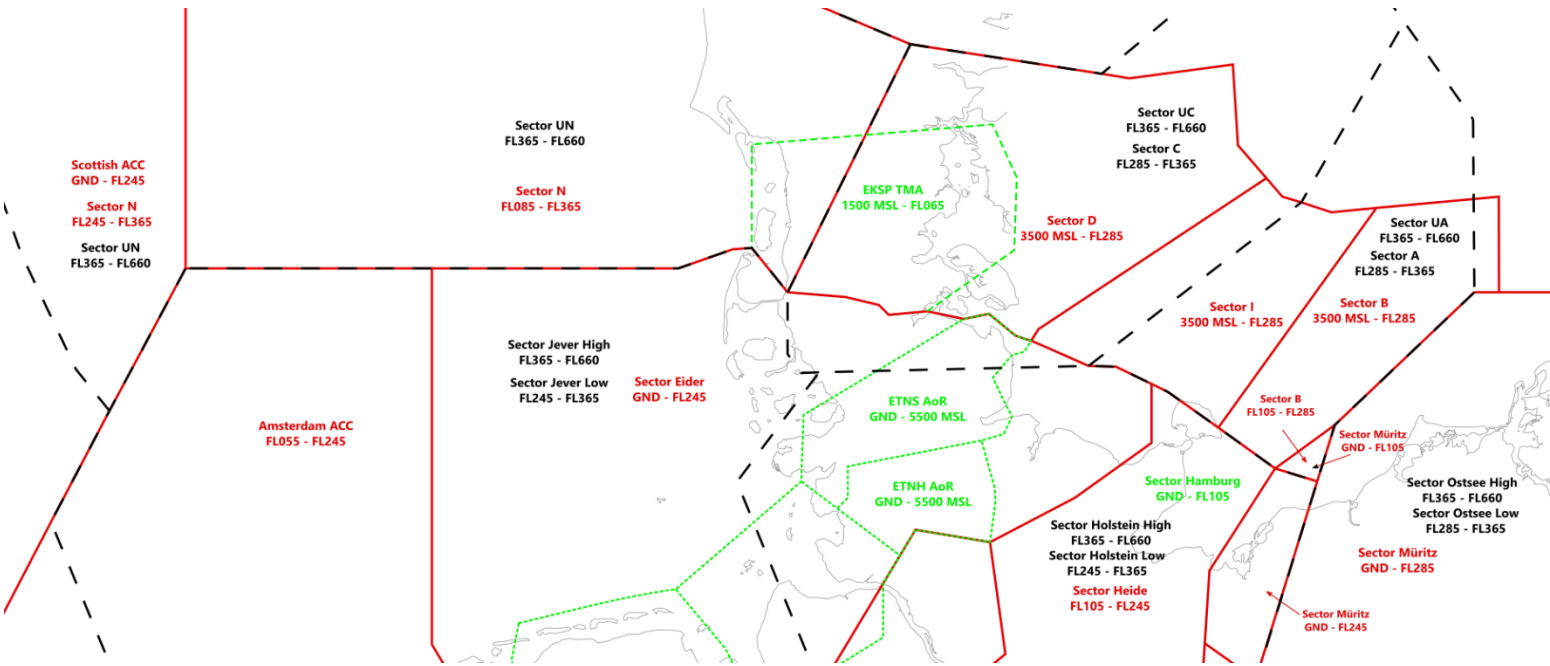 Scottish ACC
GND - FL245
Sector N
FL245 - FL365
Sector UN
FL365 - FL660
Sector UN
FL365 - FL660
Sector N
FL085 - FL365
EKSP TMA
1500 MSL - FL065
Sector UC
FL365 - FL660
Sector C
FL285 - FL365
Sector D
3500 MSL - FL285
Sector UA
FL365 - FL660
Sector A
FL285 - FL365
Sector I
3500 MSL - FL285
Sector B
3500 MSL - FL285
Sector Jever High
FL365 - FL660
Sector Jever Low
FL245 - FL365
Sector Eider
GND - FL245
Amsterdam ACC
FL055 - FL245
ETNS AoR
GND - 5500 MSL
ETNH AoR
GND - 5500 MSL
Sector B
FL105 - FL285
Sector Müritz
GND - FL105
Sector Hamburg
GND - FL105
Sector Ostsee High
FL365 - FL660
Sector Ostsee Low
FL285 - FL365
Sector Müritz
GND - FL285
Sector Holstein High
FL365 - FL660
Sector Holstein Low
FL245 - FL365
Sector Heide
FL105 - FL245
Sector Müritz
GND - FL245